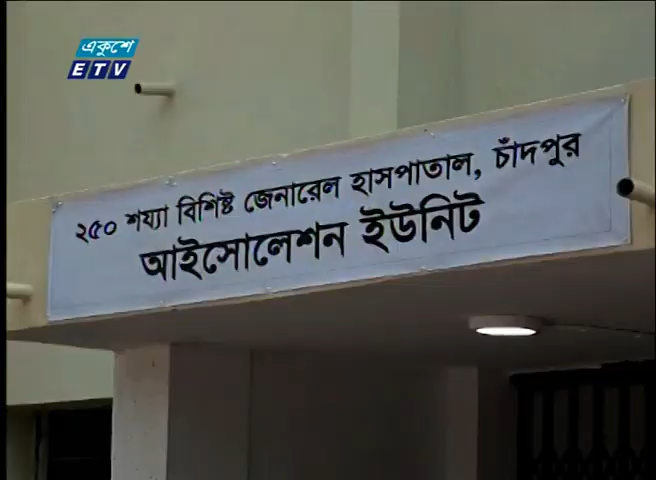 একুশে
ETV
২৫০ শয্যা বিশিষ্ট জেনারেল হাসপাতাল, চাঁদপুর
আইসোলেশন ইউনিট